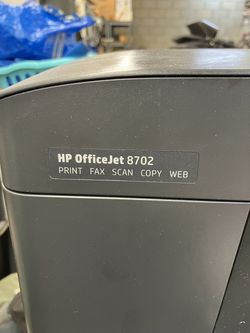 HP OfficeJet 8702
PRINT FAX SCAN COPY WEB